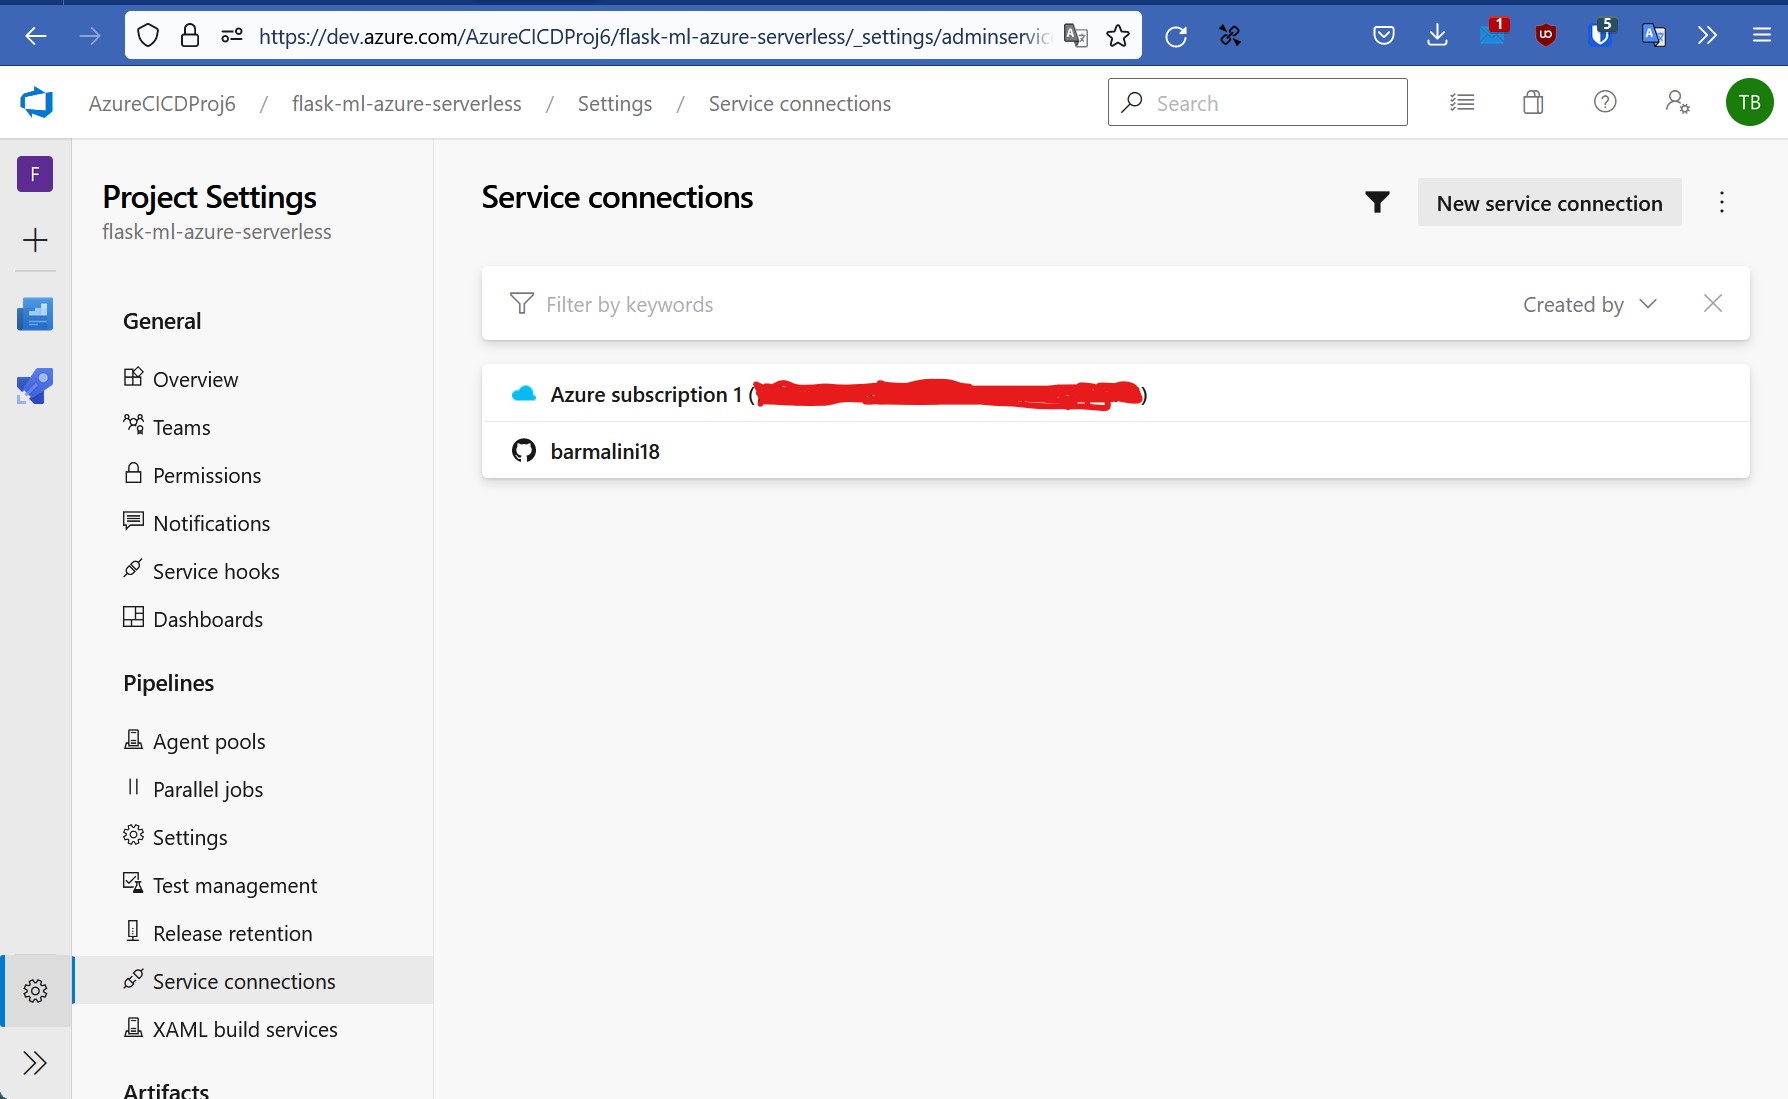 https://dev.azure.com/AzureCICDProj6/flask-ml-azure-serverless/_settings/adminservic
1
5
AzureCICDProj6 / flask-ml-azure-serverless / Settings / Service connections
Search
TB
F
Project Settings
flask-ml-azure-serverless
General
Overview
Teams
Permissions
Notifications
Service hooks
Dashboards
Pipelines
Agent pools
Parallel jobs
Settings
Test management
Release retention
Service connections
XAML build services
Artifacts
Service connections
New service connection
Filter by keywords
Created by
Azure subscription 1 ( )
barmalini18